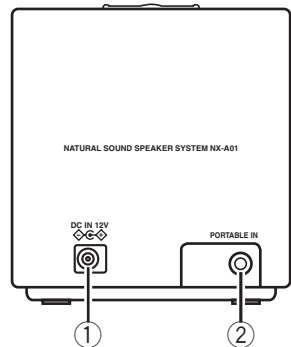 NATURAL SOUND SPEAKER SYSTEM NX-A01
DC IN 12V
PORTABLE IN
① ②